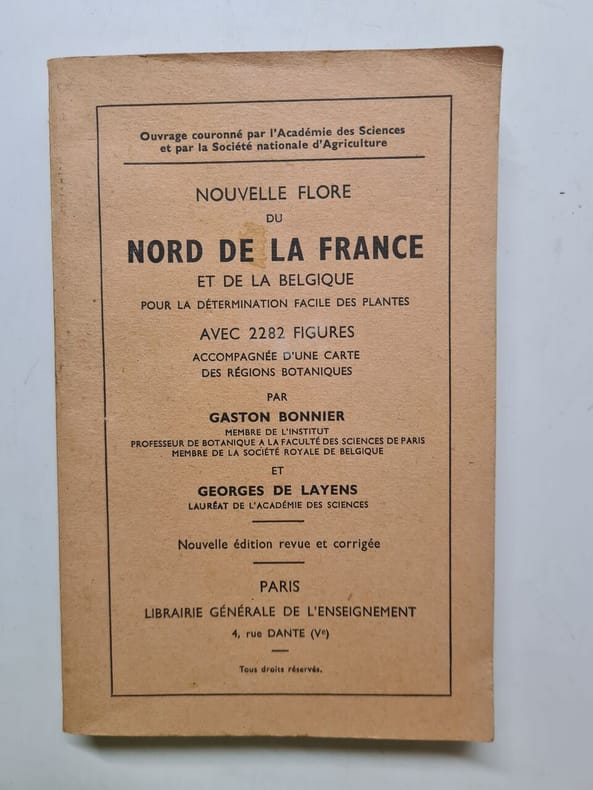 Ouvrage couronné par l'Académie des Sciences
et par la Société nationale d'Agriculture
NOUVELLE FLORE
DU
NORD DE LA FRANCE
ET DE LA BELGIQUE
POUR LA DÉTERMINATION FACILE DES PLANTES
AVEC 2282 FIGURES
ACCOMPAGNÉE D'UNE CARTE
DES RÉGIONS BOTANIQUES
PAR
GASTON BONNIER
MEMBRE DE L'INSTITUT
PROFESSEUR DE BOTANIQUE A LA FACULTÉ DES SCIENCES DE PARIS
MEMBRE DE LA SOCIÉTÉ ROYALE DE BELGIQUE
ET
GEORGES DE LAYENS
LAURÉAT DE L'ACADÉMIE DES SCIENCES
Nouvelle édition revue et corrigée
PARIS
LIBRAIRIE GÉNÉRALE DE L'ENSEIGNEMENT
4, rue DANTE (Ve)
Tous droits réservés.